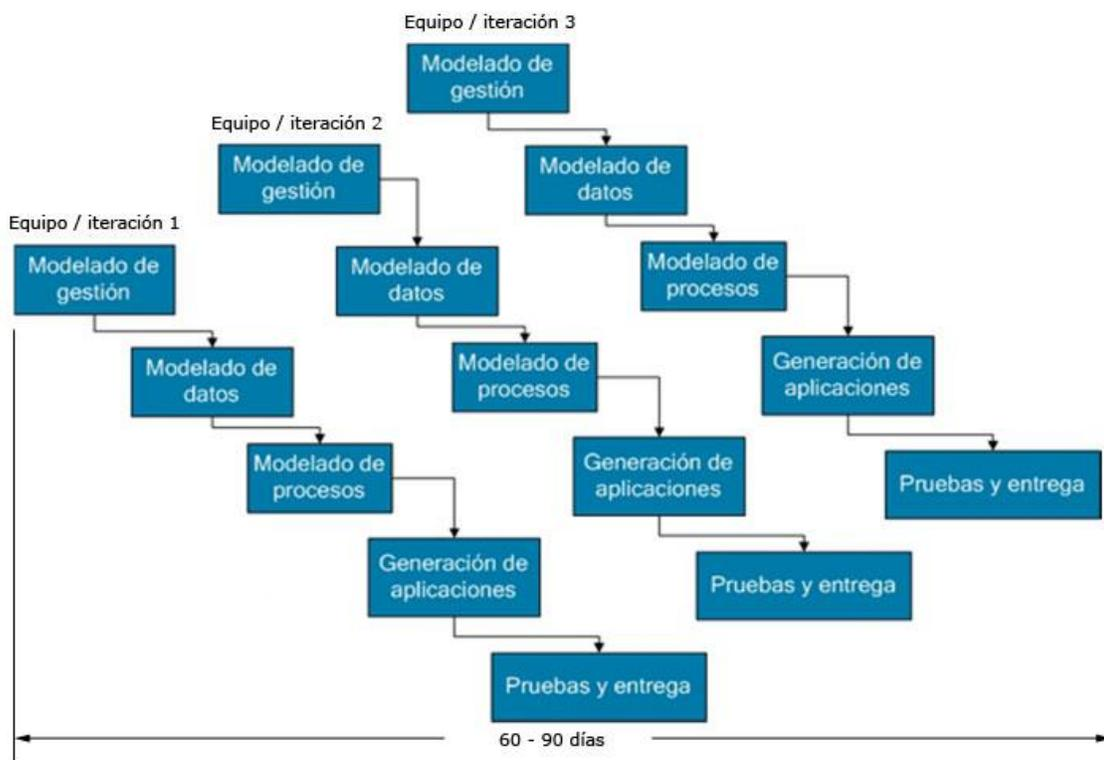 Equipo / iteración 3
Modelado de
gestión
Modelado de
datos
Modelado de
procesos
Generación de
aplicaciones
Pruebas y entrega
Equipo / iteración 2
Modelado de
gestión
Modelado de
datos
Modelado de
procesos
Generación de
aplicaciones
Pruebas y entrega
Equipo / iteración 1
Modelado de
gestión
Modelado de
datos
Modelado de
procesos
Generación de
aplicaciones
Pruebas y entrega
60 - 90 días